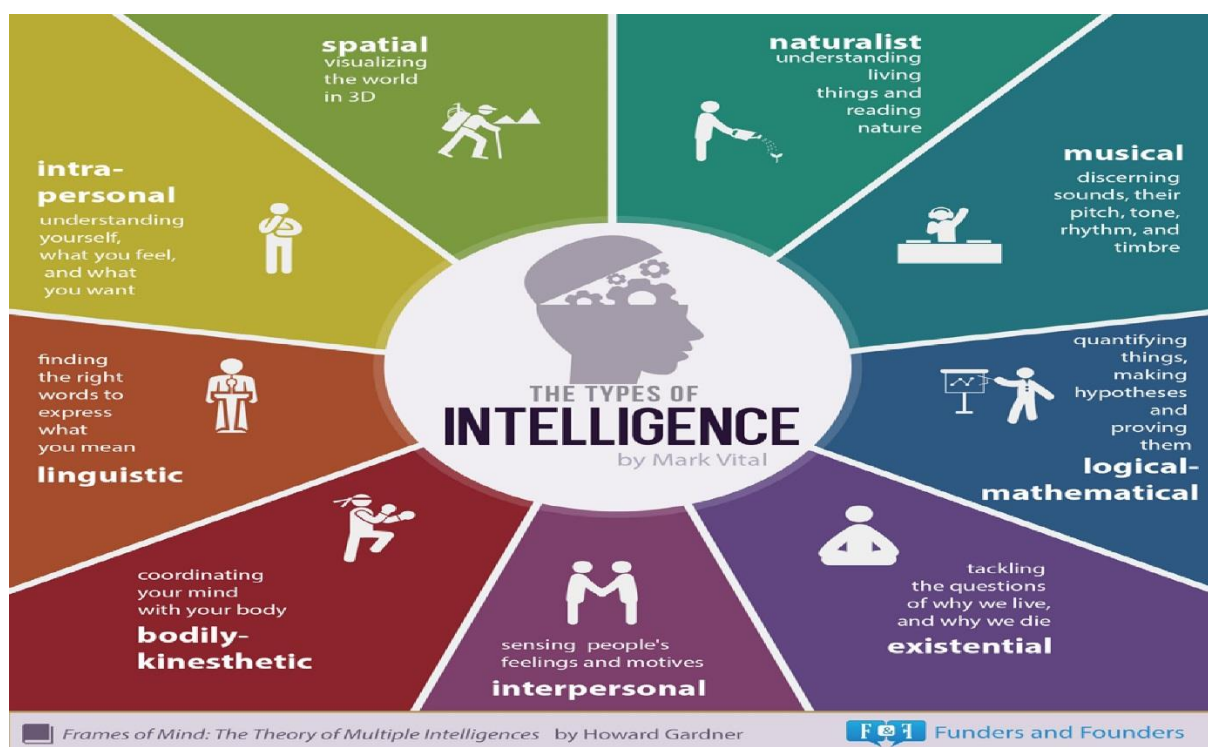 spatial
visualizing
the world
in 3D
naturalist
understanding
living
things and
reading
nature
musical
discerning
sounds, their
pitch, tone,
rhythm, and
timbre
quantifying
things,
making
hypotheses
and
proving
them
logical-
mathematical
tackling
the questions
of why we live,
and why we die
existential
sensing people's
feelings and motives
interpersonal
coordinating
your mind
with your body
bodily-
kinesthetic
finding
the right
words to
express
what
you mean
linguistic
intra-
personal
understanding
yourself,
what you feel,
and what
you want
THE TYPES OF
INTELLIGENCE
by Mark Vital
Frames of Mind: The Theory of Multiple Intelligences by Howard Gardner
F&F Funders and Founders